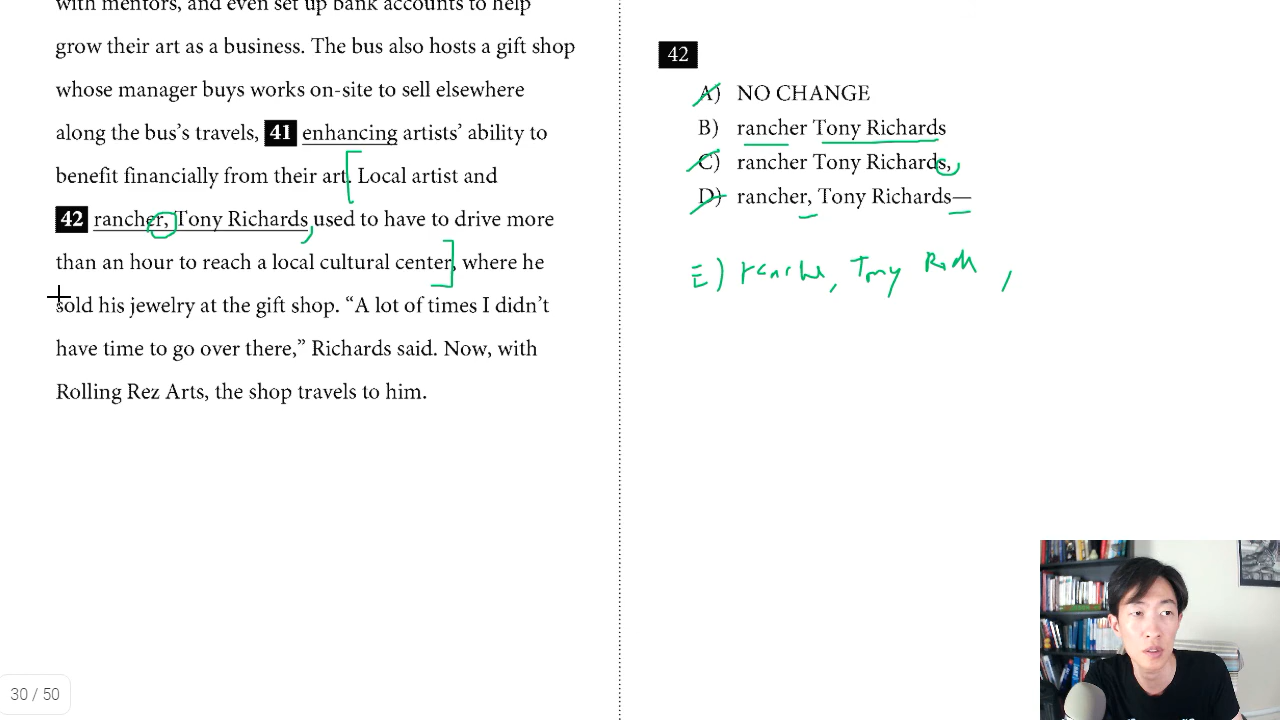 with mentors, and even set up bank accounts to help
grow their art as a business. The bus also hosts a gift shop
whose manager buys works on-site to sell elsewhere
along the bus's travels, 41 enhancing artists' ability to
benefit financially from their art. Local artist and
42 rancher, Tony Richards, used to have to drive more
than an hour to reach a local cultural center, where he
sold his jewelry at the gift shop. “A lot of times I didn't
have time to go over there,” Richards said. Now, with
Rolling Rez Arts, the shop travels to him.
42
A) NO CHANGE
B) rancher Tony Richards
C) rancher Tony Richards,
D) rancher, Tony Richards—
E) , Tony ,
30 / 50